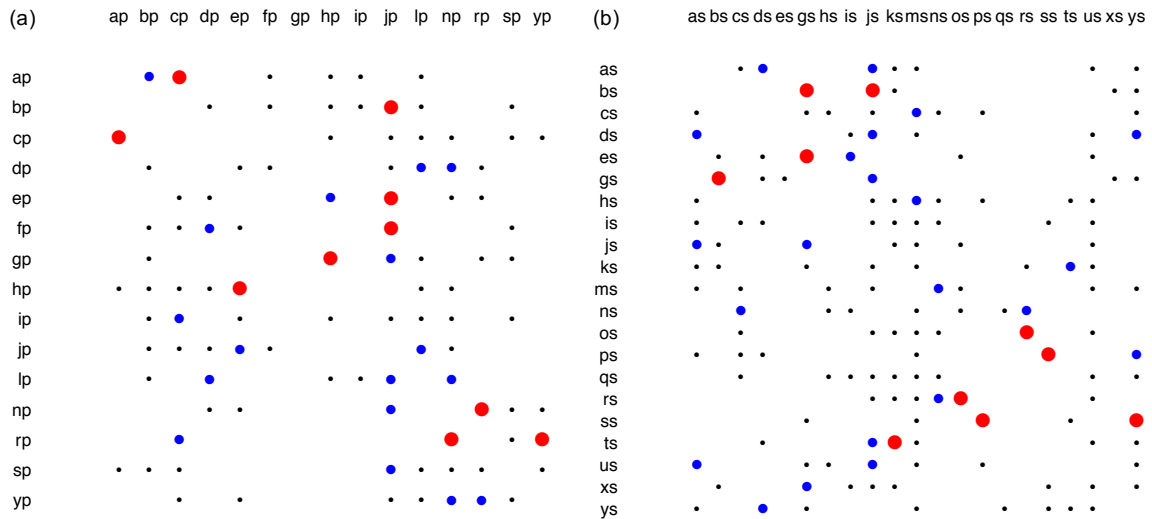 (a) ap bp cp dp ep fp gp hp ip jp lp np rp sp yp
ap
bp
cp
dp
ep
fp
gp
hp
ip
jp
lp
np
rp
sp
yp
(b) as bs cs ds es gs hs is js ks ms ns os ps qs rs ss ts us xs ys
as
bs
cs
ds
es
gs
hs
is
js
ks
ms
ns
os
ps
qs
rs
ss
ts
us
xs
ys